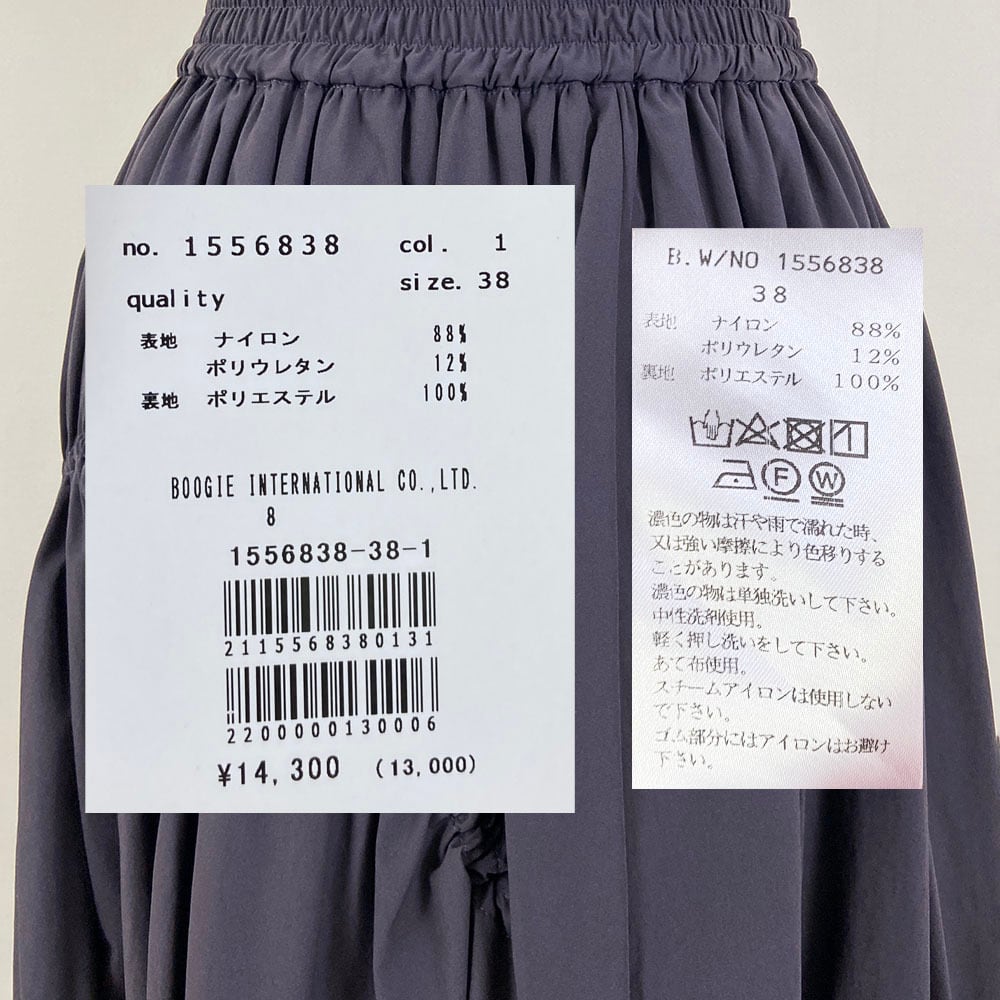 no. 1556838 col. 1
size. 38
quality
表地 ナイロン 88%
ポリウレタン 12%
裏地 ポリエステル 100%
BOOGIE INTERNATIONAL CO.,LTD.
8
1556838-38-1
2115568380131
2200000130006
¥14,300 (13,000)
B.W/NO 1556838
38
表地 ナイロン 88%
ポリウレタン 12%
裏地 ポリエステル 100%
F W
濃色の物は汗や雨で濡れた時、
又は強い摩擦により色移りする
ことがあります。
濃色の物は単独洗いして下さい。
中性洗剤使用。
軽く押し洗いをして下さい。
あて布使用。
スチームアイロンは使用しない
で下さい。
ゴム部分にはアイロンはお避け
下さい。